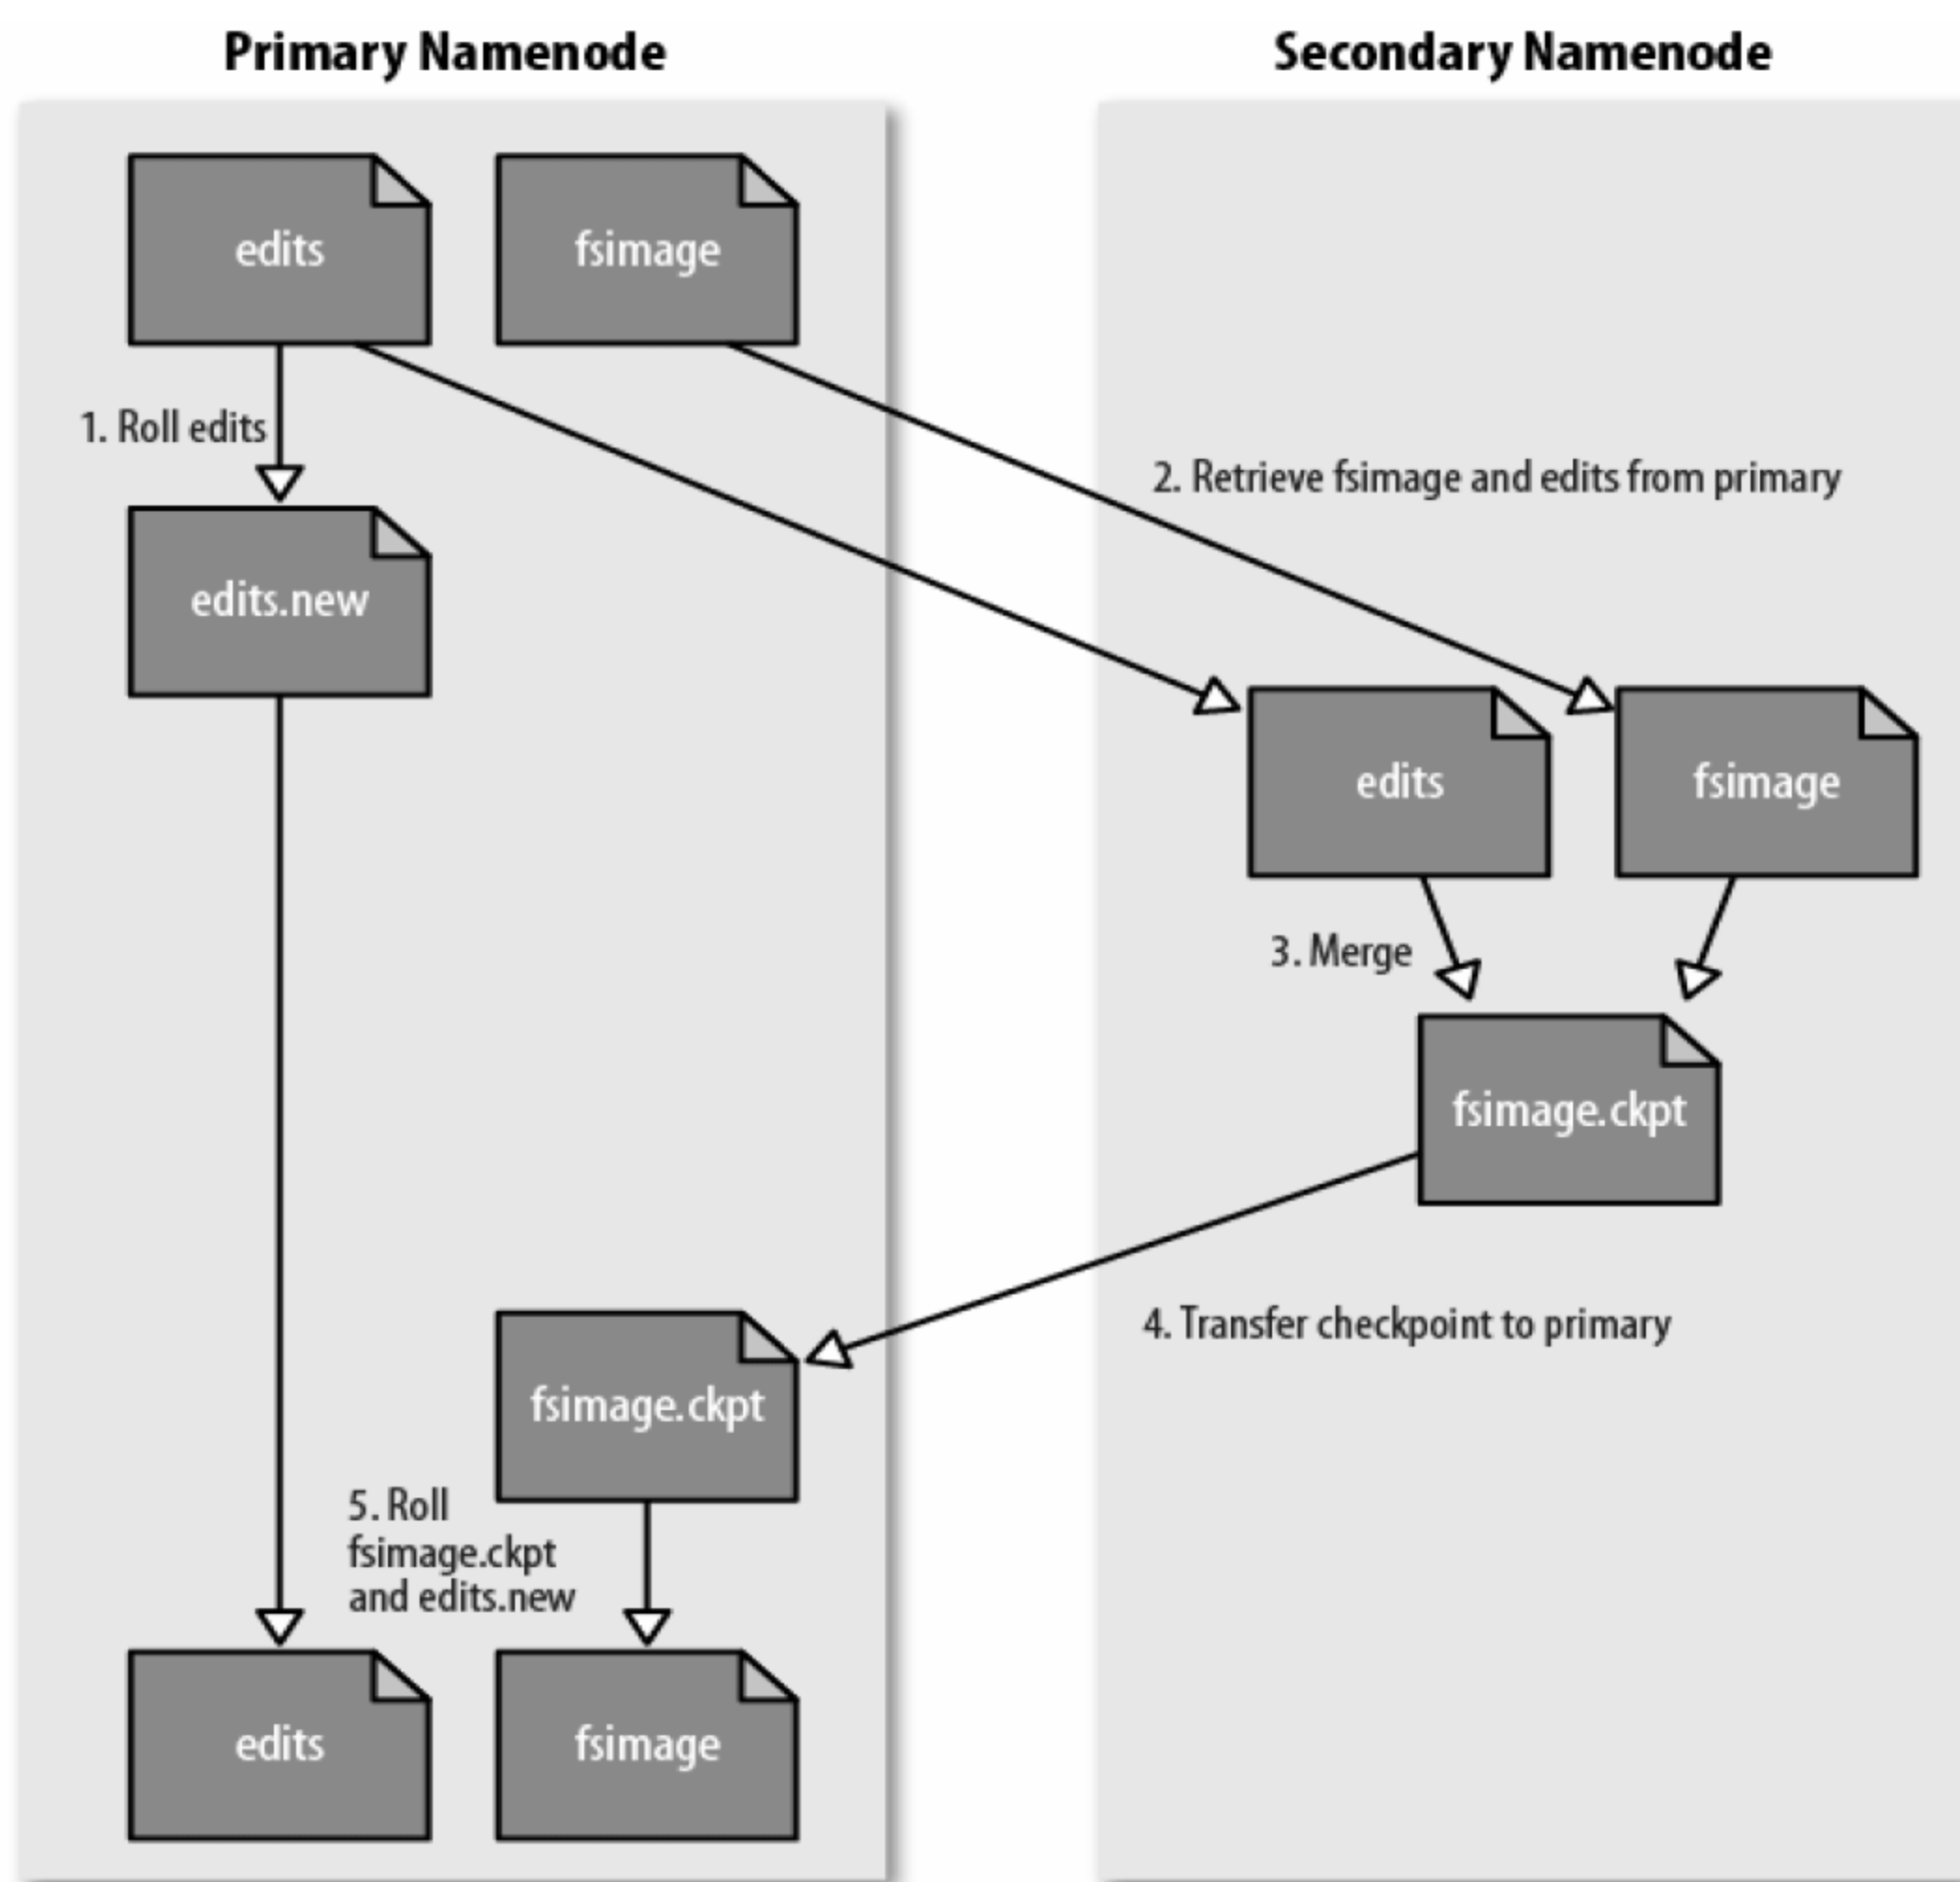 Primary Namenode
Secondary Namenode
edits
fsimage
1. Roll edits
2. Retrieve fsimage and edits from primary
edits.new
edits
fsimage
3. Merge
fsimage.ckpt
4. Transfer checkpoint to primary
fsimage.ckpt
5. Roll
fsimage.ckpt
and edits.new
edits
fsimage